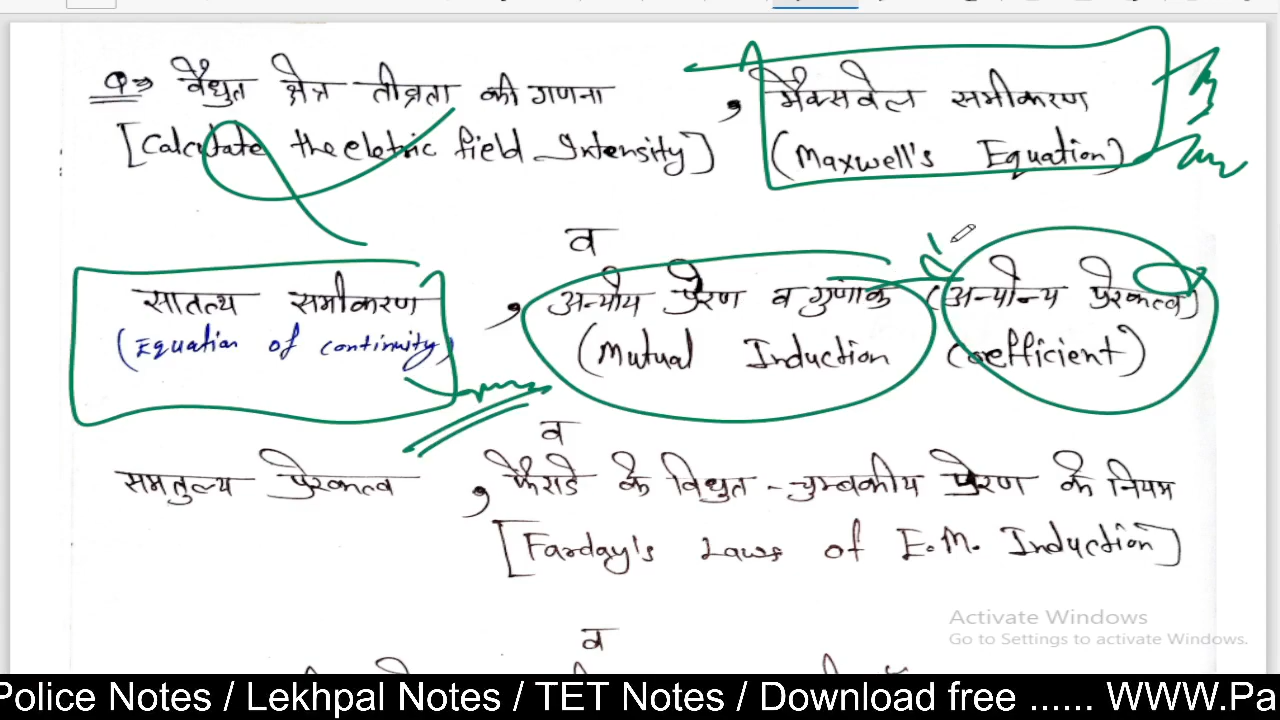 Q⇒ वैधुत क्षेत्र तीव्रता की गणना , मैक्सवेल समीकरण
[Calculate the eletric field Intensity] (Maxwell's Equation)
व
सातत्य समीकरण , अन्योय प्रेरण व गुणांक (अन्योन्य प्रेरकत्व)
(Equation of continuity) (Mutual Induction Coefficient)
व
समतुल्य प्रेरकत्व , फैराडे के विधुत - चुम्बकीय प्रेरण के नियम
[Farday's Laws of E.M. Induction]
व
Activate Windows
Go to Settings to activate Windows.
Police Notes / Lekhpal Notes / TET Notes / Download free ...... WWW.Pa